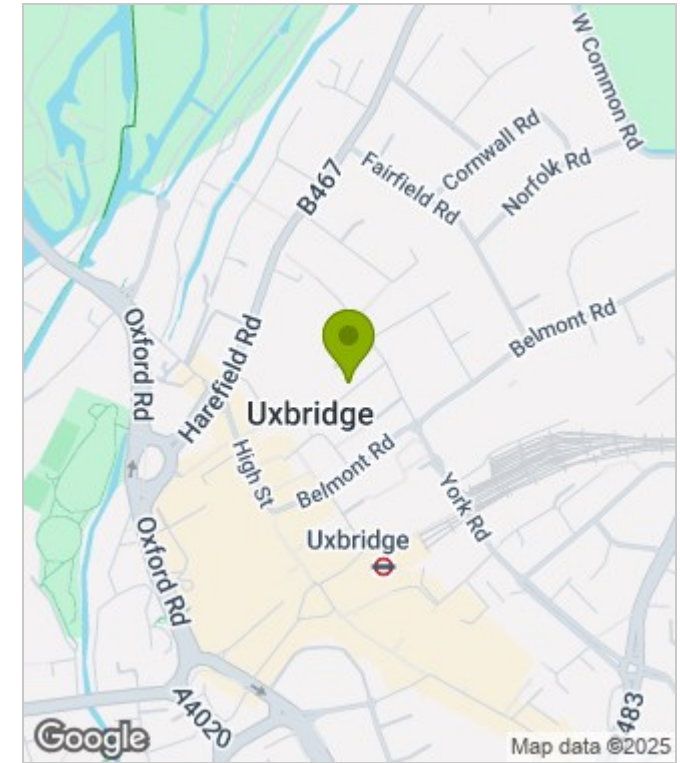 W Common Rd
Cornwall Rd
Norfolk Rd
Fairfield Rd
B467
Oxford Rd
Harefield Rd
Belmont Rd
Uxbridge
High St
Belmont Rd
York Rd
Uxbridge
Oxford Rd
A4020
483
Google
Map data ©2025